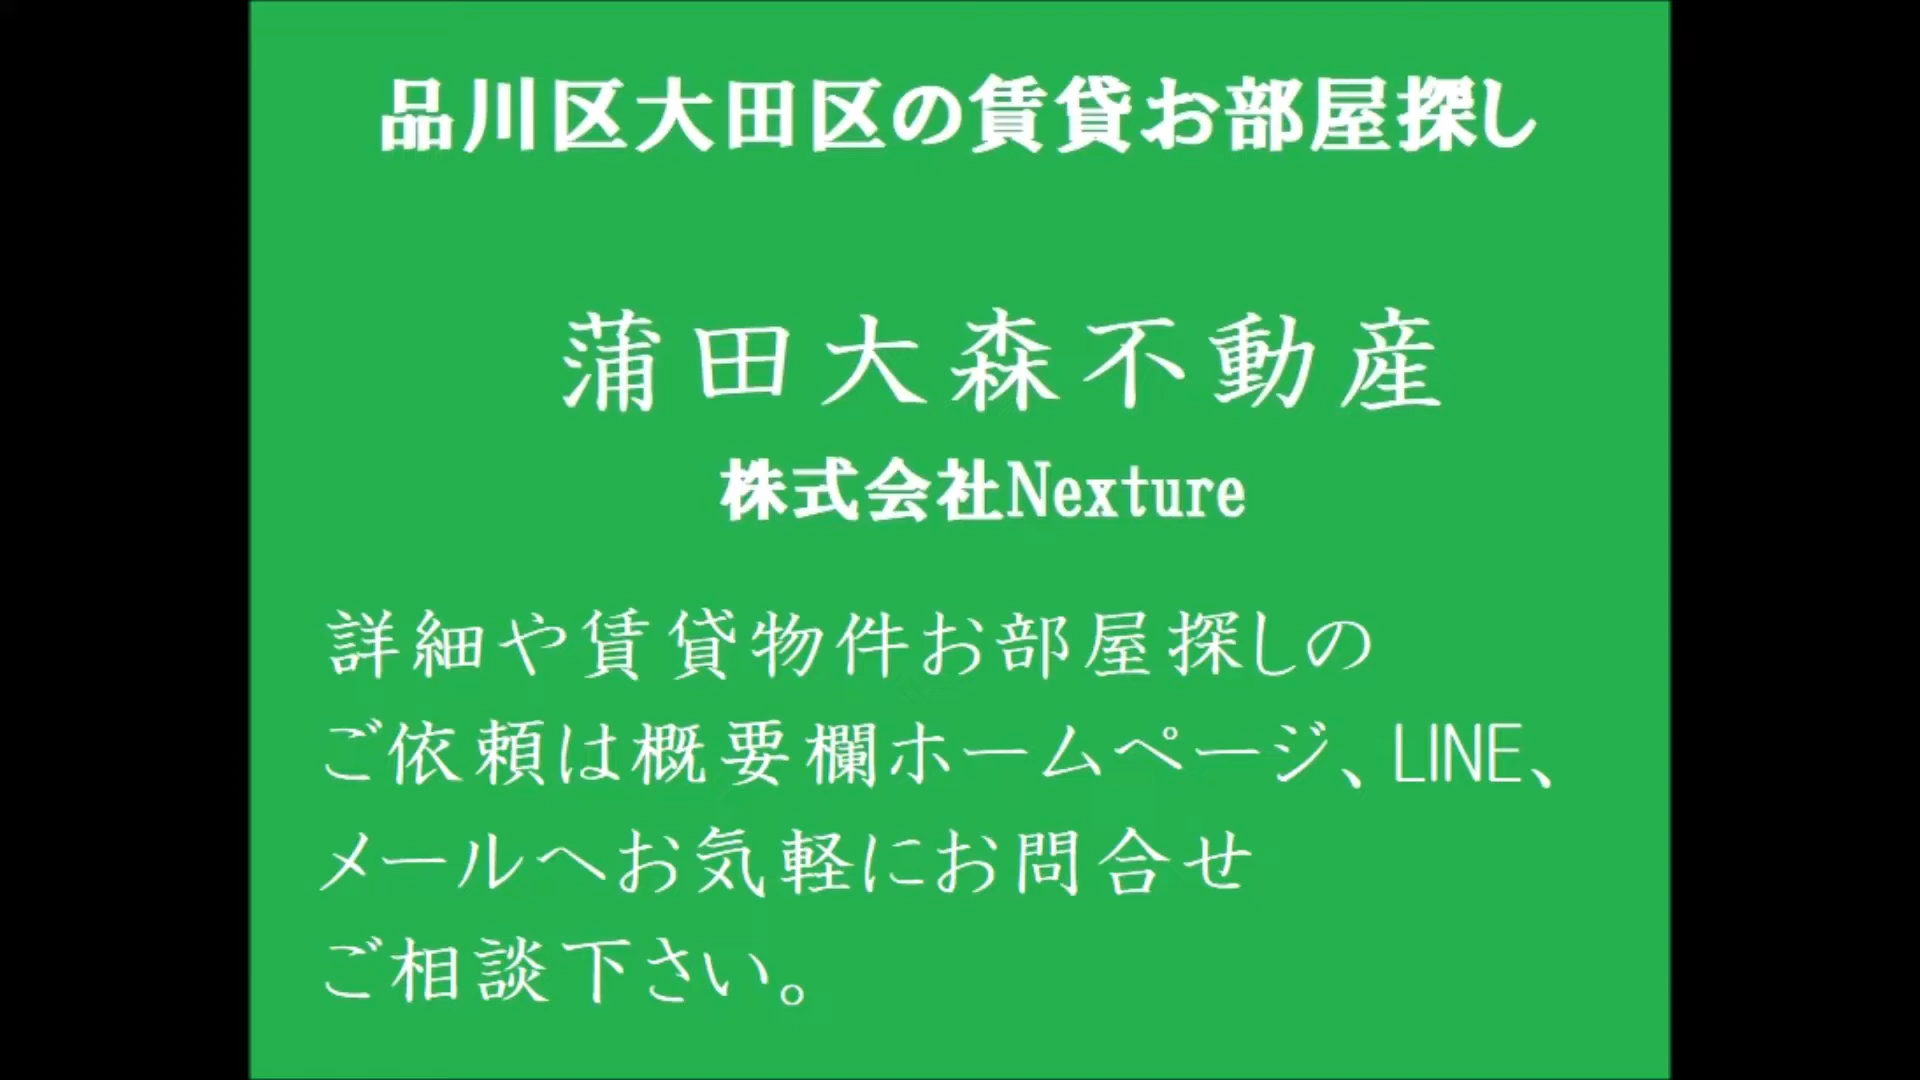 品川区大田区の賃貸お部屋探し
蒲田大森不動産
株式会社Nexture
詳細や賃貸物件お部屋探しの
ご依頼は概要欄ホームページ、LINE、
メールへお気軽にお問合せ
ご相談下さい。